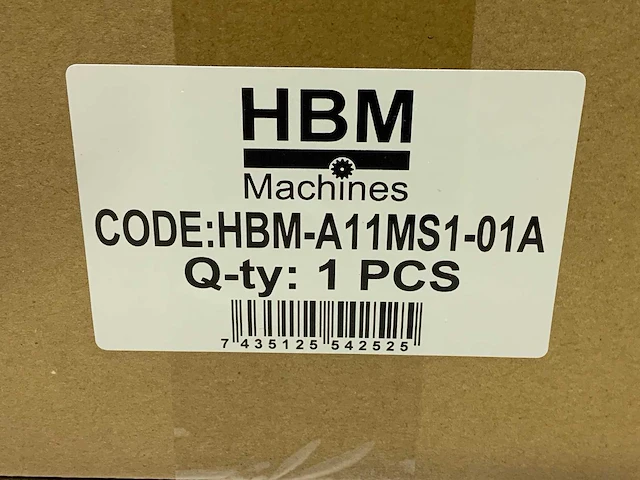 HBM
Machines
CODE:HBM-A11MS1-01A
Q-ty: 1 PCS
7 435125 542525